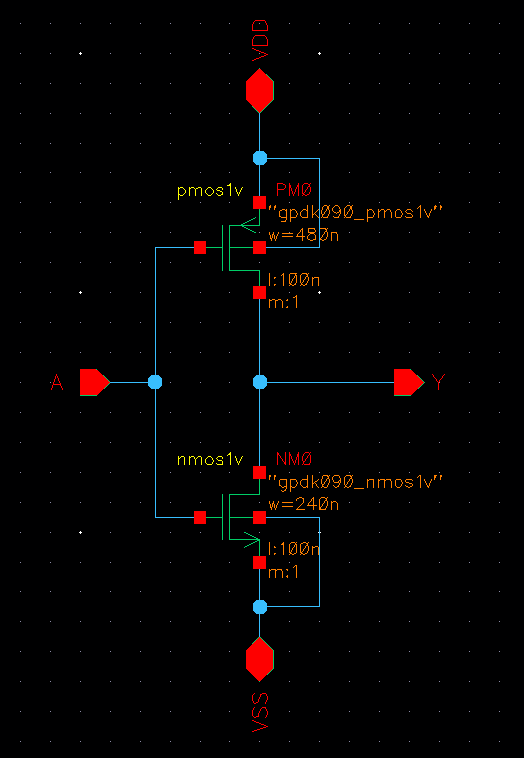 VDD
pmos1v
PM0
"gpdk090_pmos1v"
w=480n
l:100n
m:1
A
Y
nmos1v
NM0
"gpdk090_nmos1v"
w=240n
l:100n
m:1
VSS